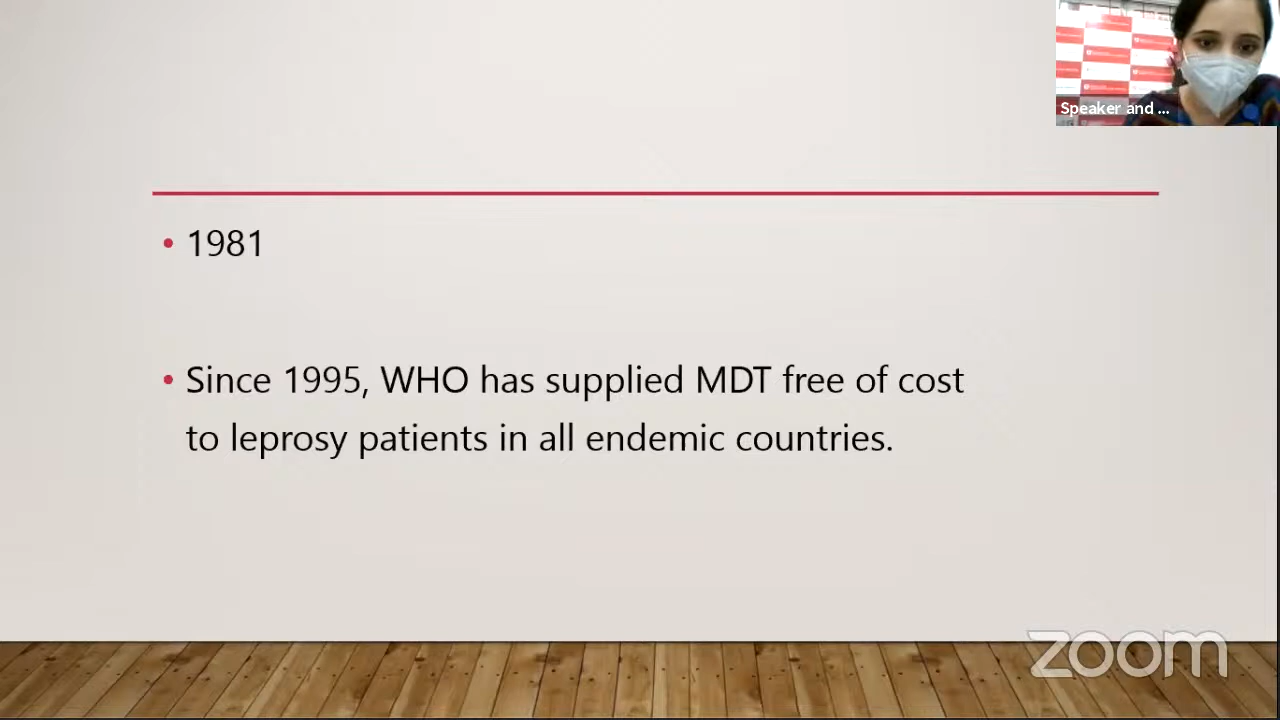 Speaker and ...
• 1981
• Since 1995, WHO has supplied MDT free of cost
to leprosy patients in all endemic countries.
zoom